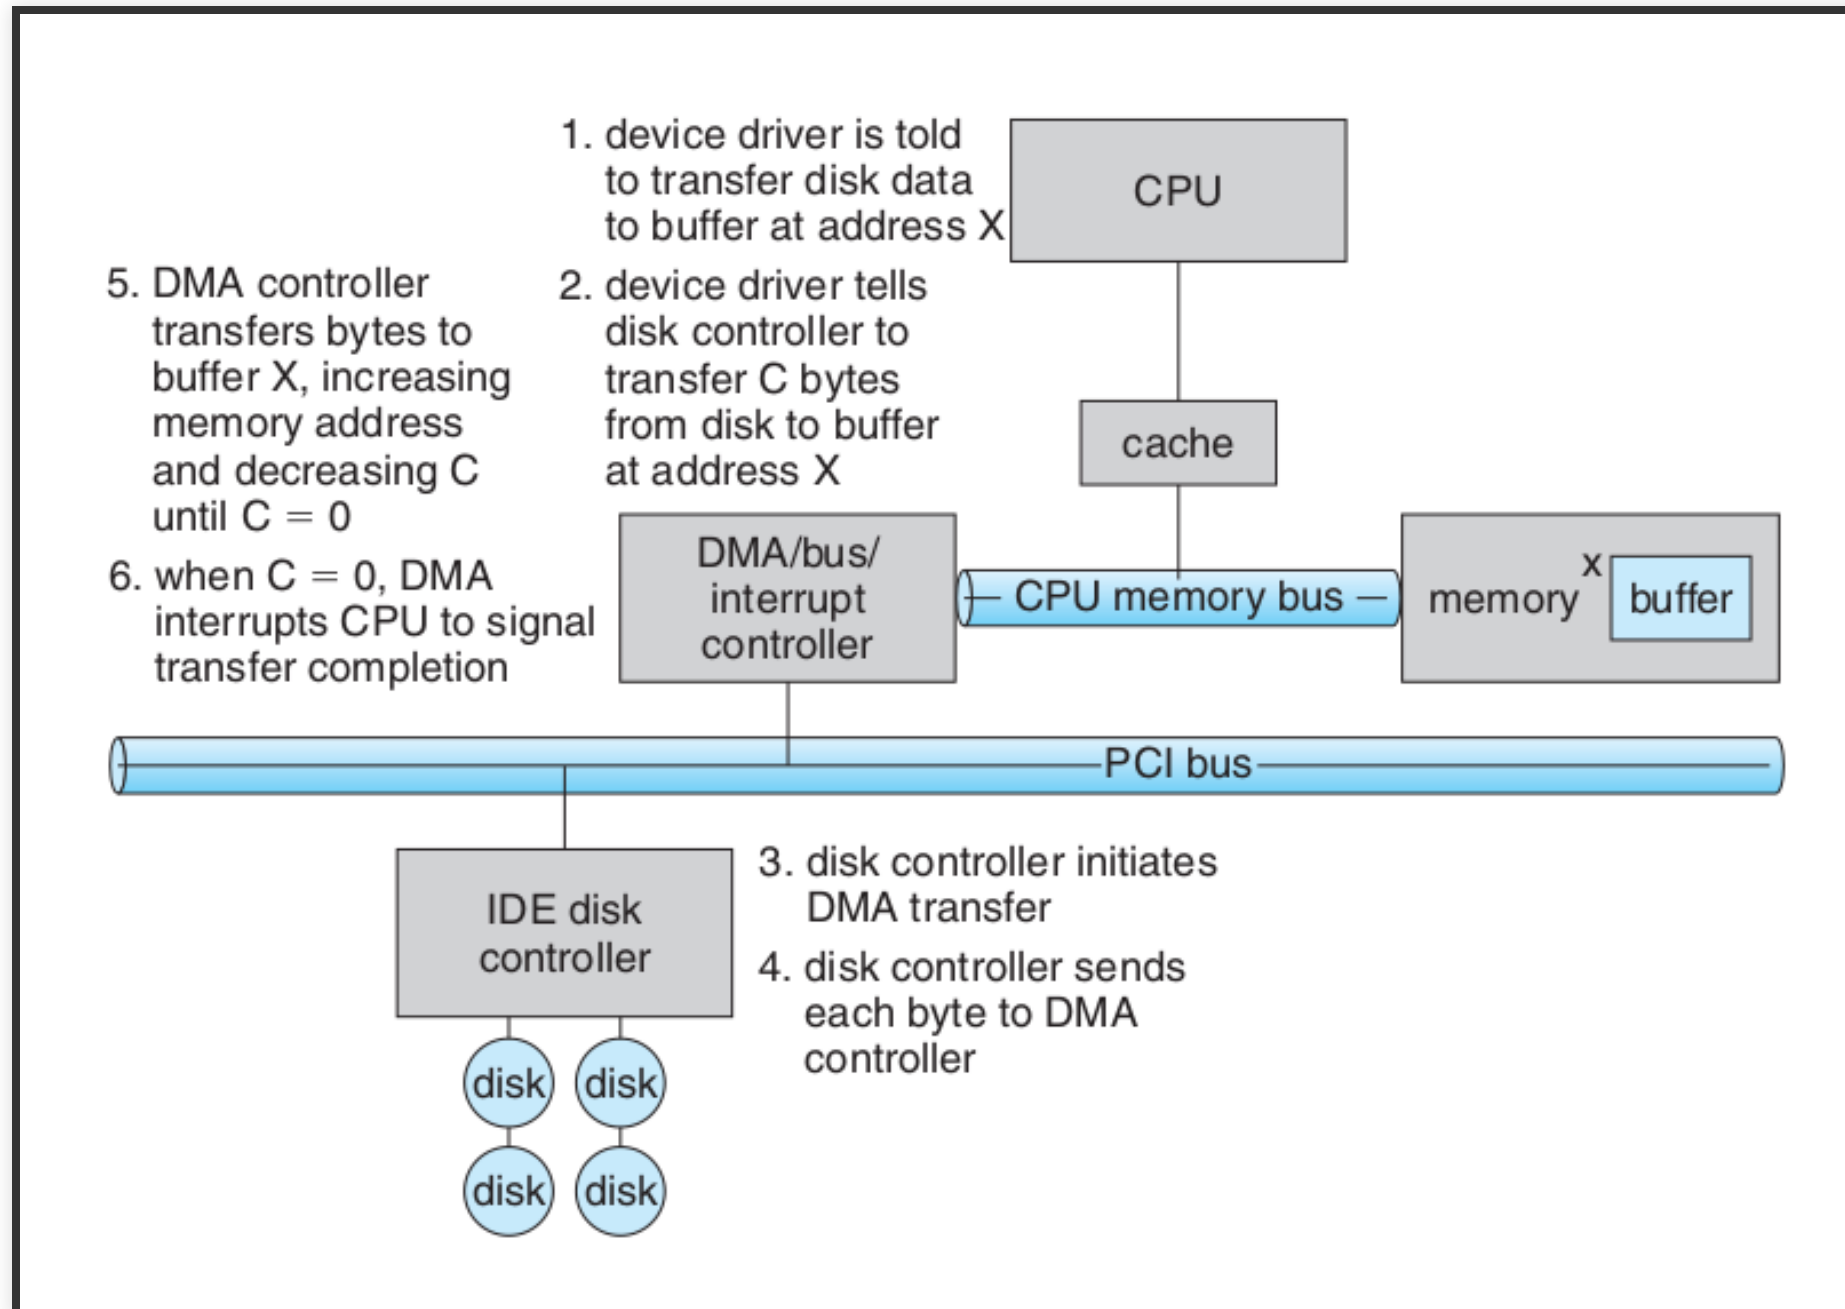 1. device driver is told
to transfer disk data
to buffer at address X
CPU
5. DMA controller
transfers bytes to
buffer X, increasing
memory address
and decreasing C
until C = 0
2. device driver tells
disk controller to
transfer C bytes
from disk to buffer
at address X
cache
6. when C = 0, DMA
interrupts CPU to signal
transfer completion
DMA/bus/
interrupt
controller
CPU memory bus
memory
x
buffer
PCI bus
IDE disk
controller
3. disk controller initiates
DMA transfer
4. disk controller sends
each byte to DMA
controller
disk
disk
disk
disk